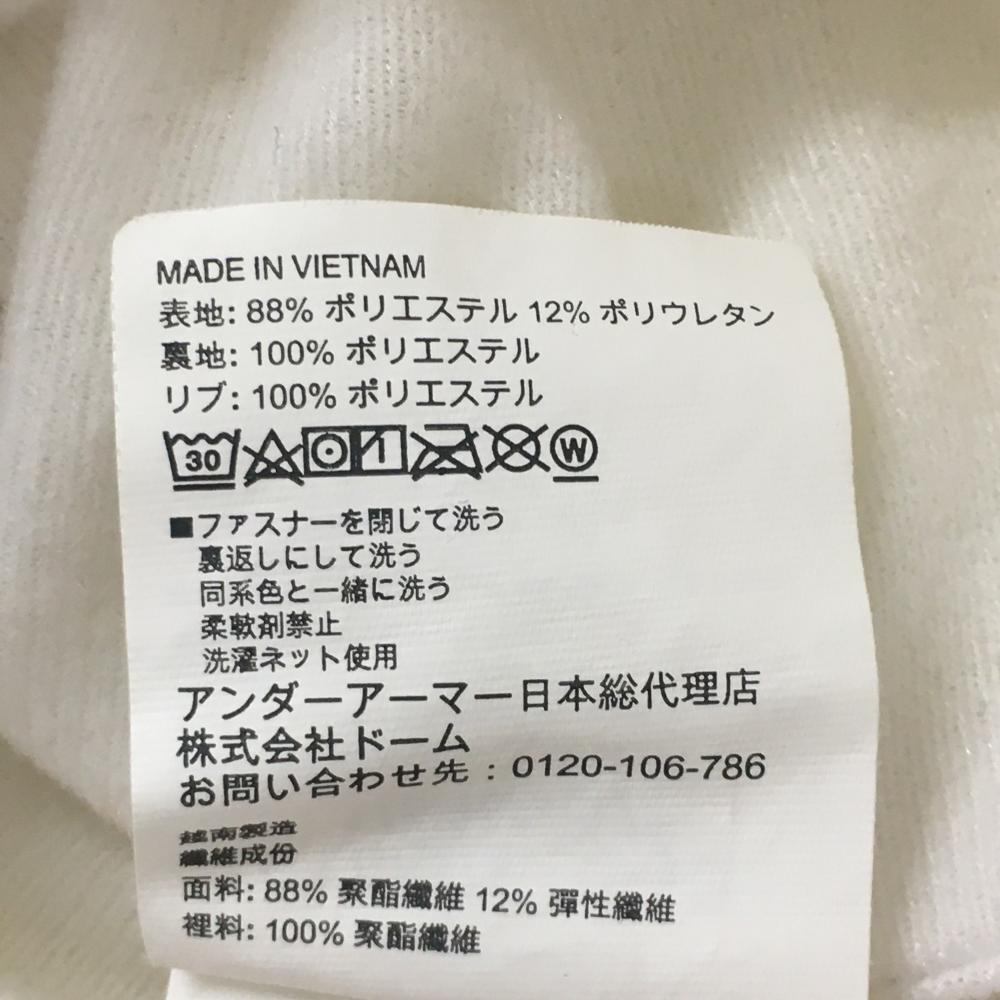 MADE IN VIETNAM
表地: 88% ポリエステル 12% ポリウレタン
裏地: 100% ポリエステル
リブ: 100% ポリエステル
30 W
■ファスナーを閉じて洗う
裏返しにして洗う
同系色と一緒に洗う
柔軟剤禁止
洗濯ネット使用
アンダーアーマー日本総代理店
株式会社ドーム
お問い合わせ先：0120-106-786
越南製造
纖維成份
面料: 88% 聚酯纖維 12% 彈性纖維
裡料: 100% 聚酯纖維